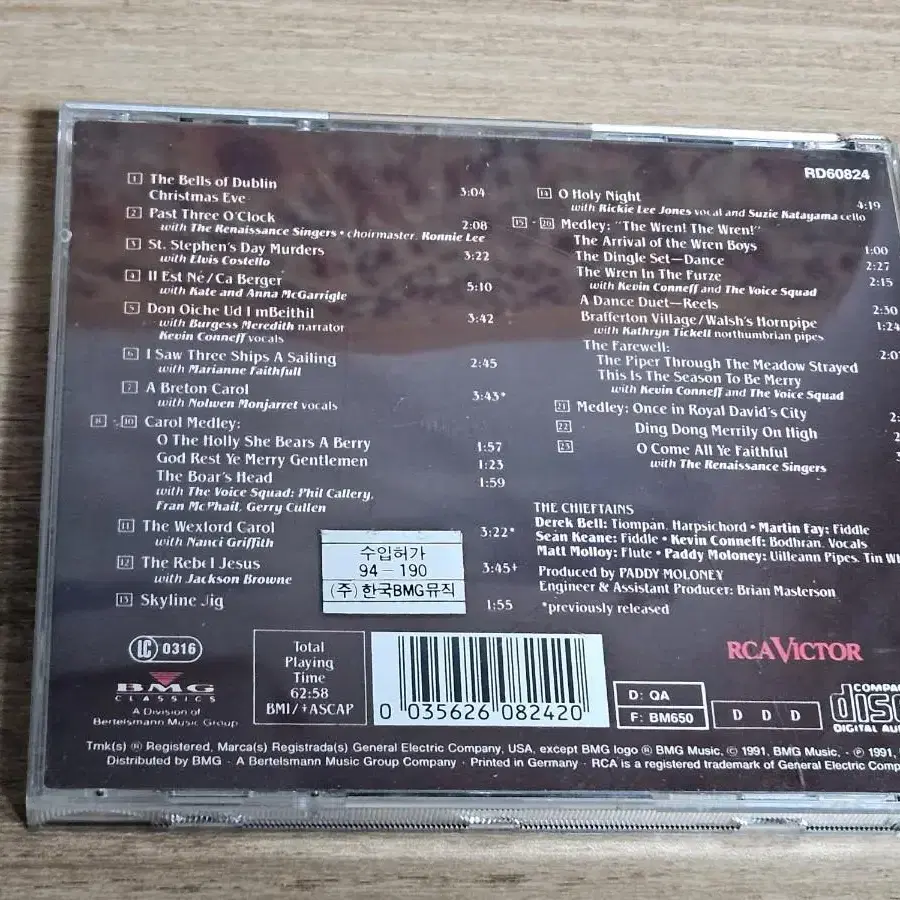 RD60824
1 The Bells of Dublin
Christmas Eve 3:04
2 Past Three O'Clock 2:08
with The Renaissance Singers • choirmaster, Ronnie Lee
3 St. Stephen's Day Murders 3:22
with Elvis Costello
4 Il Est Né/Ca Berger 5:10
with Kate and Anna McGarrigle
5 Don Oiche Ud I mBeithil 3:42
with Burgess Meredith narrator
Kevin Conneff vocals
6 I Saw Three Ships A Sailing 2:45
with Marianne Faithfull
7 A Breton Carol 3:43*
with Nolwen Monjarret vocals
8 - 10 Carol Medley:
O The Holly She Bears A Berry 1:57
God Rest Ye Merry Gentlemen 1:23
The Boar's Head 1:59
with The Voice Squad: Phil Callery,
Fran McPhail, Gerry Cullen
11 The Wexford Carol 3:22*
with Nanci Griffith
12 The Rebel Jesus 3:45+
with Jackson Browne
13 Skyline Jig 1:55
14 O Holy Night 4:19
with Rickie Lee Jones vocal and Suzie Katayama cello
15 - 20 Medley: "The Wren! The Wren!"
The Arrival of the Wren Boys 1:00
The Dingle Set—Dance 2:27
The Wren In The Furze 2:15
with Kevin Conneff and The Voice Squad
A Dance Duet—Reels 2:30
Brafferton Village/Walsh's Hornpipe 1:24
with Kathryn Tickell northumbrian pipes
The Farewell:
The Piper Through The Meadow Strayed
This Is The Season To Be Merry
with Kevin Conneff and The Voice Squad
21 Medley: Once in Royal David's City
22 Ding Dong Merrily On High
23 O Come All Ye Faithful
with The Renaissance Singers
THE CHIEFTAINS
Derek Bell: Tiompán, Harpsichord • Martin Fay: Fiddle
Seán Keane: Fiddle • Kevin Conneff: Bodhrán, Vocals
Matt Molloy: Flute • Paddy Moloney: Uilleann Pipes, Tin
Produced by PADDY MOLONEY
Engineer & Assistant Producer: Brian Masterson
*previously released
수입허가
94 - 190
(주) 한국BMG뮤직
LC 0316
BMG
CLASSICS
A Division of
Bertelsmann Music Group
Total
Playing
Time
62:58
BMI/+ASCAP
0 035626 082420
D: QA
F: BM650
D D D
RCA VICTOR
COMPA
disc
DIGITAL AUD
Tmk(s) ® Registered, Marca(s) Registrada(s) General Electric Company, USA, except BMG logo ® BMG Music, © 1991, BMG Music. - ℗ 1991,
Distributed by BMG - A Bertelsmann Music Group Company · Printed in Germany · RCA is a registered trademark of General Electric Comp